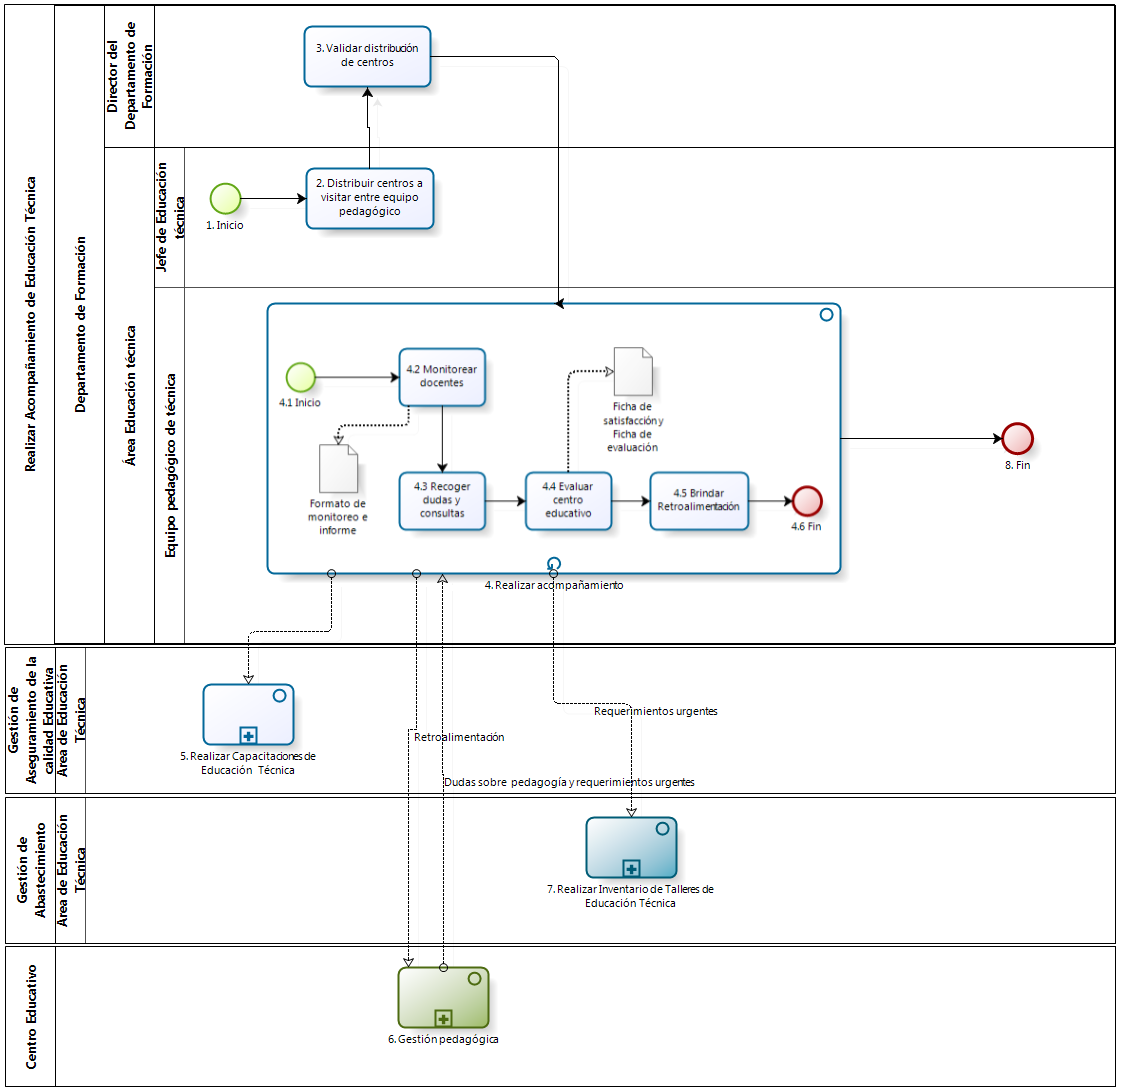 Realizar Acompañamiento de Educación Técnica
Departamento de Formación
Director del
Departamento de
Formación
3. Validar distribución
de centros
Área Educación técnica
Jefe de Educación
técnica
1. Inicio
2. Distribuir centros a
visitar entre equipo
pedagógico
Equipo pedagógico de técnica
4.1 Inicio
4.2 Monitorear
docentes
Formato de
monitoreo e
informe
4.3 Recoger
dudas y
consultas
4.4 Evaluar
centro
educativo
Ficha de
satisfacción y
Ficha de
evaluación
4.5 Brindar
Retroalimentación
4.6 Fin
4. Realizar acompañamiento
8. Fin
Gestión de
Aseguramiento de la
calidad Educativa
Area de Educación
Técnica
5. Realizar Capacitaciones de
Educación Técnica
Requerimientos urgentes
Retroalimentación
Dudas sobre pedagogía y requerimientos urgentes
Gestión de
Abastecimiento
Area de Educación
Técnica
7. Realizar Inventario de Talleres de
Educación Técnica
Centro Educativo
6. Gestión pedagógica